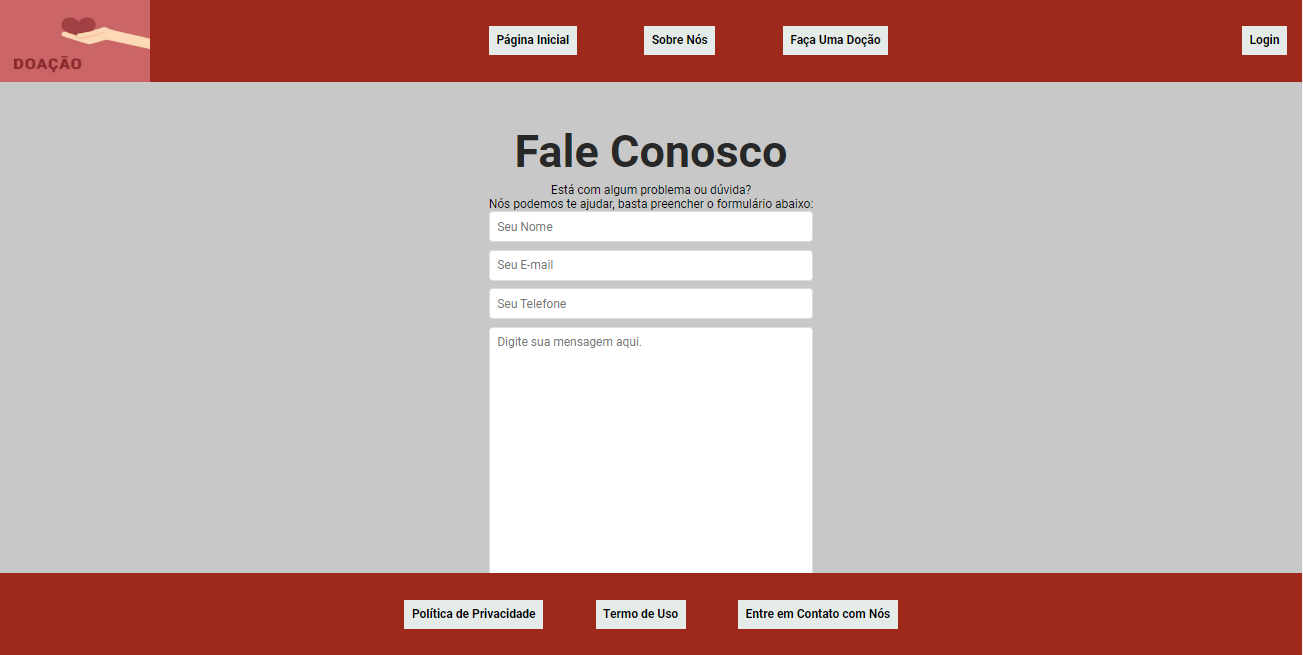 DOAÇÃO
Página Inicial
Sobre Nós
Faça Uma Doção
Login
Fale Conosco
Está com algum problema ou dúvida?
Nós podemos te ajudar, basta preencher o formulário abaixo:
Seu Nome
Seu E-mail
Seu Telefone
Digite sua mensagem aqui.
Política de Privacidade
Termo de Uso
Entre em Contato com Nós